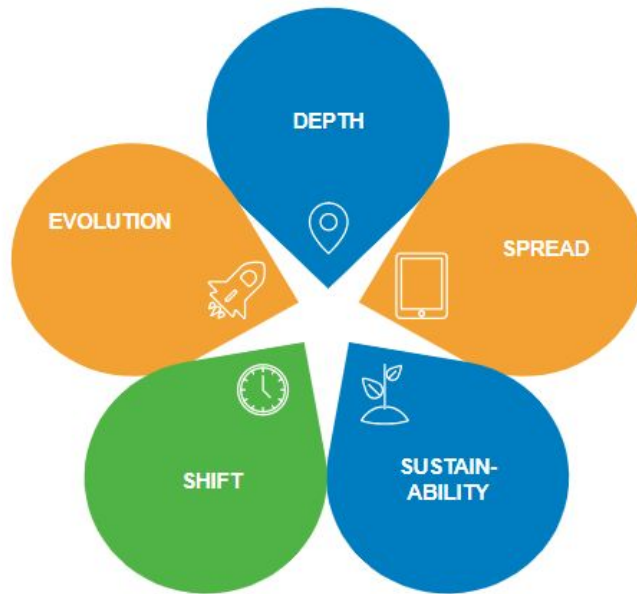 DEPTH
EVOLUTION
SPREAD
SHIFT
SUSTAIN-
ABILITY